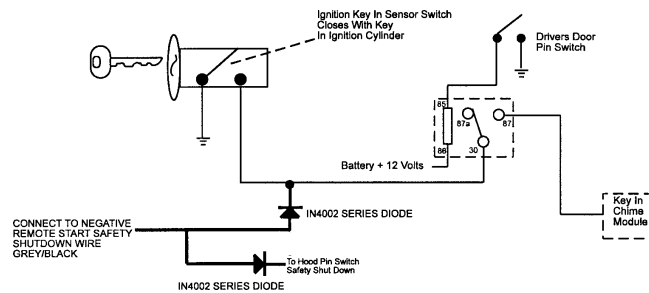 Ignition Key In Sensor Switch
Closes With Key
In Ignition Cylinder
Drivers Door
Pin Switch
85
87a
87
86
30
Battery + 12 Volts
Key In
Chime
Module
IN4002 SERIES DIODE
CONNECT TO NEGATIVE
REMOTE START SAFETY
SHUTDOWN WIRE
GREY/BLACK
To Hood Pin Switch
Safety Shut Down
IN4002 SERIES DIODE